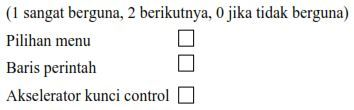 (1 sangat berguna, 2 berikutnya, 0 jika tidak berguna)
Pilihan menu
Baris perintah
Akselerator kunci control